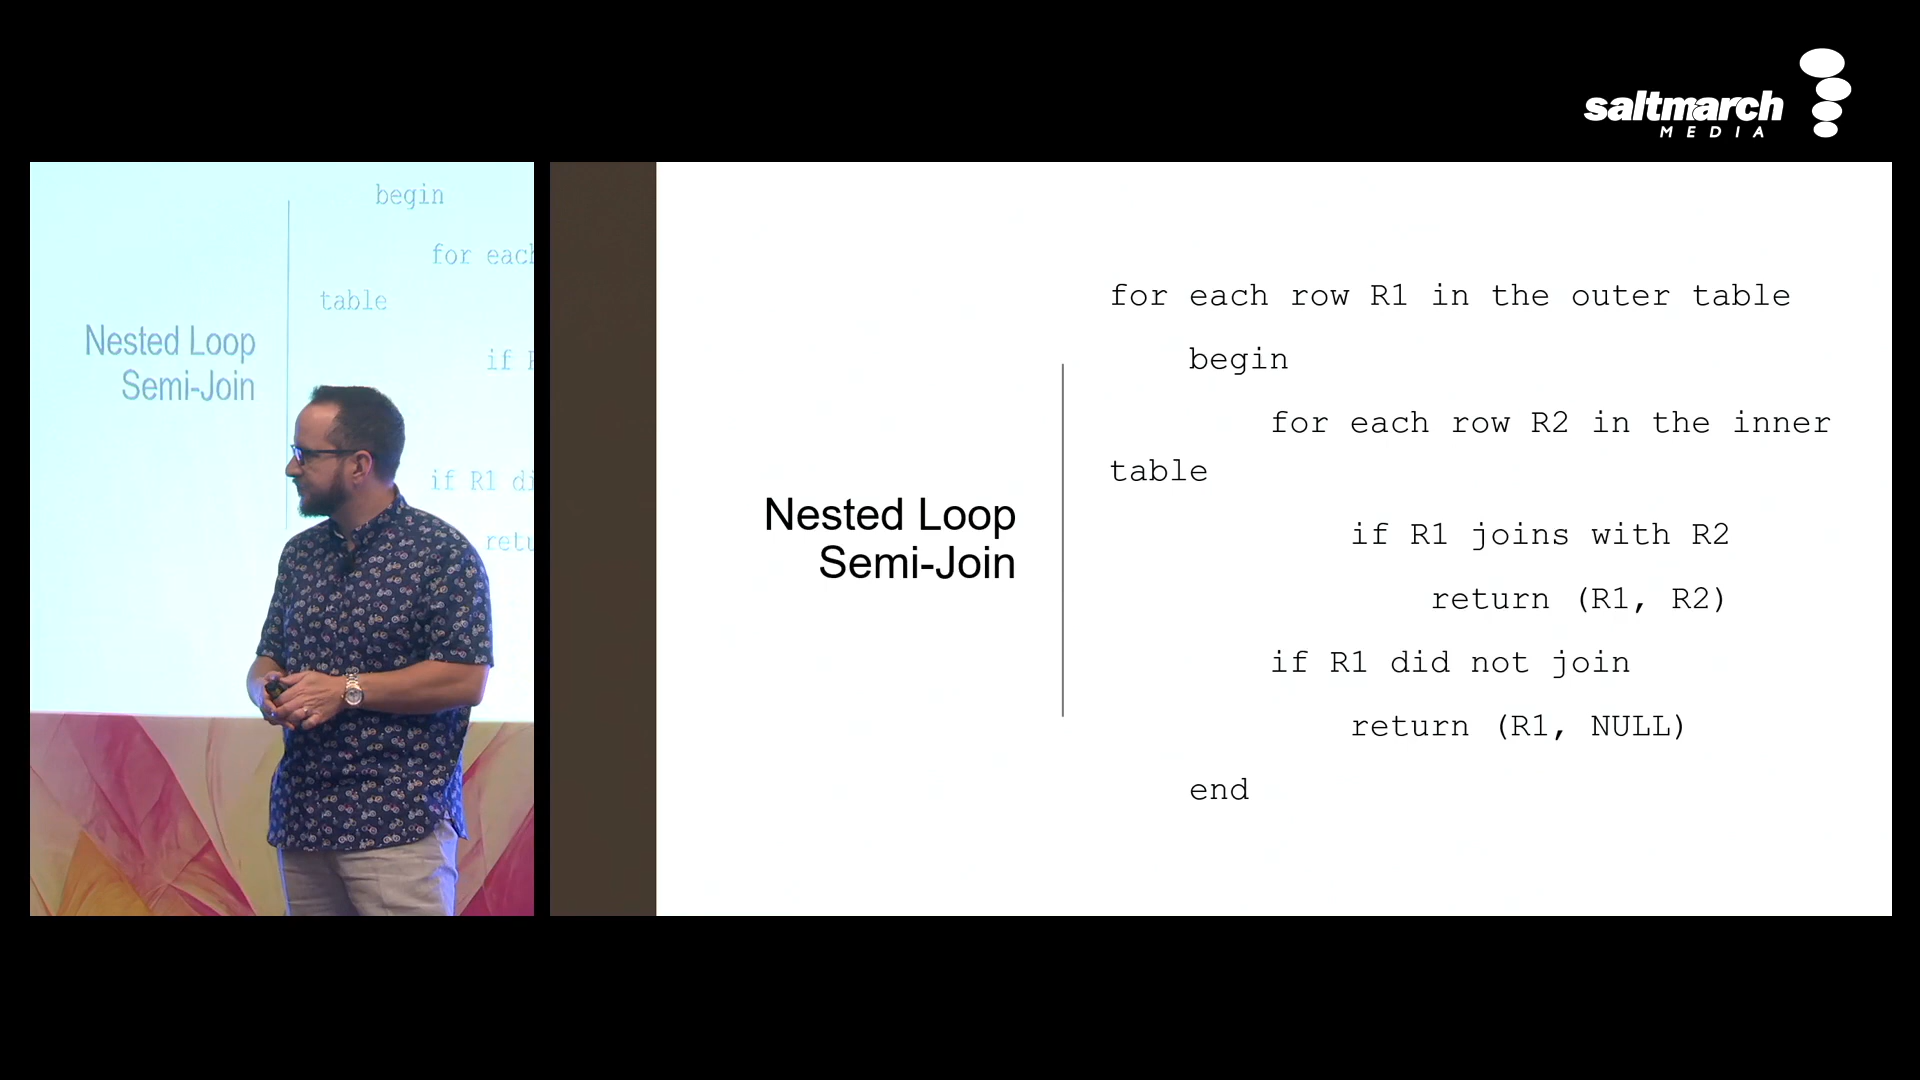 saltmarch
MEDIA
begin
for each
table
Nested Loop
Semi-Join
if R
if R1 di
retu
for each row R1 in the outer table
begin
for each row R2 in the inner
table
if R1 joins with R2
return (R1, R2)
if R1 did not join
return (R1, NULL)
end
Nested Loop
Semi-Join